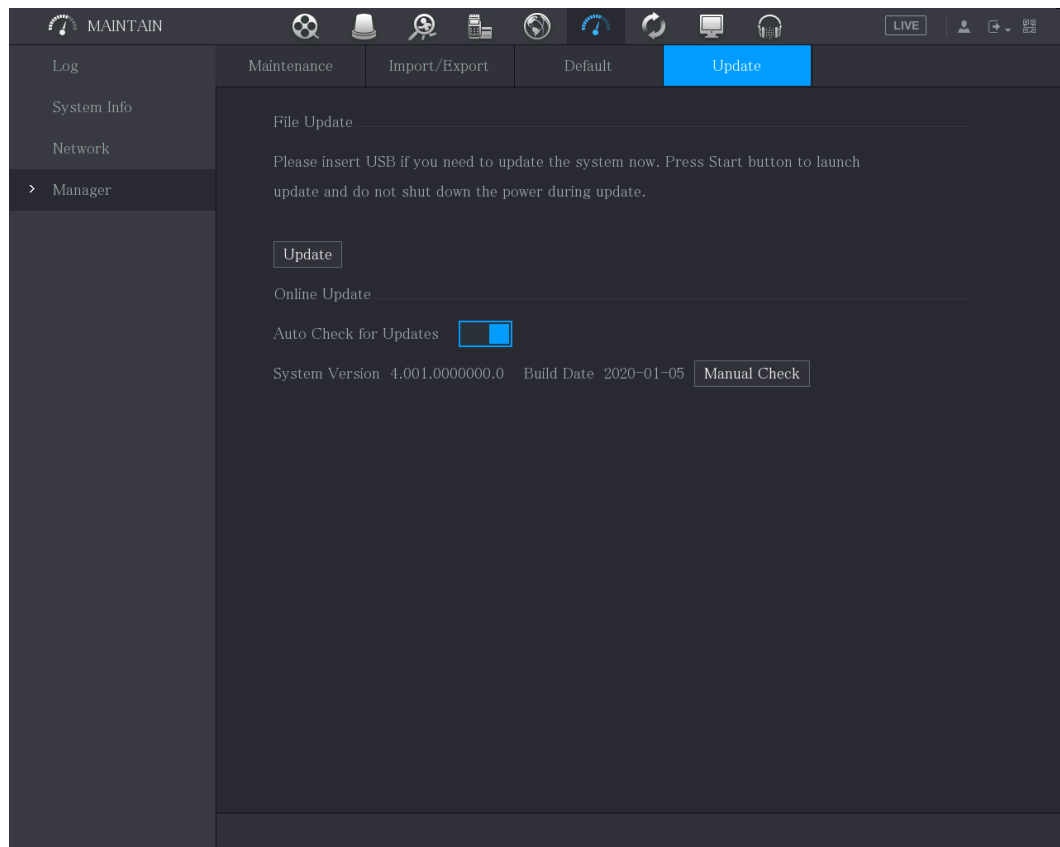 MAINTAIN
LIVE
Log
System Info
Network
Manager
Maintenance Import/Export Default Update
File Update
Please insert USB if you need to update the system now. Press Start button to launch
update and do not shut down the power during update.
Update
Online Update
Auto Check for Updates
System Version 4.001.0000000.0 Build Date 2020-01-05 Manual Check